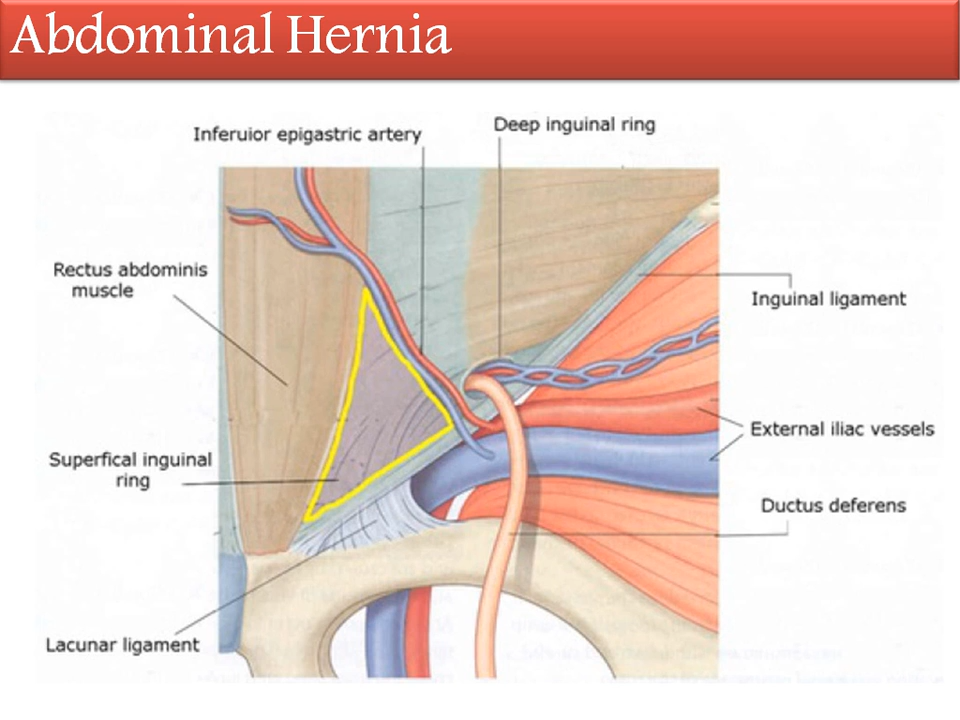 Abdominal Hernia
Inferuior epigastric artery
Deep inguinal ring
Rectus abdominis
muscle
Inguinal ligament
External iliac vessels
Superfical inguinal
ring
Ductus deferens
Lacunar ligament